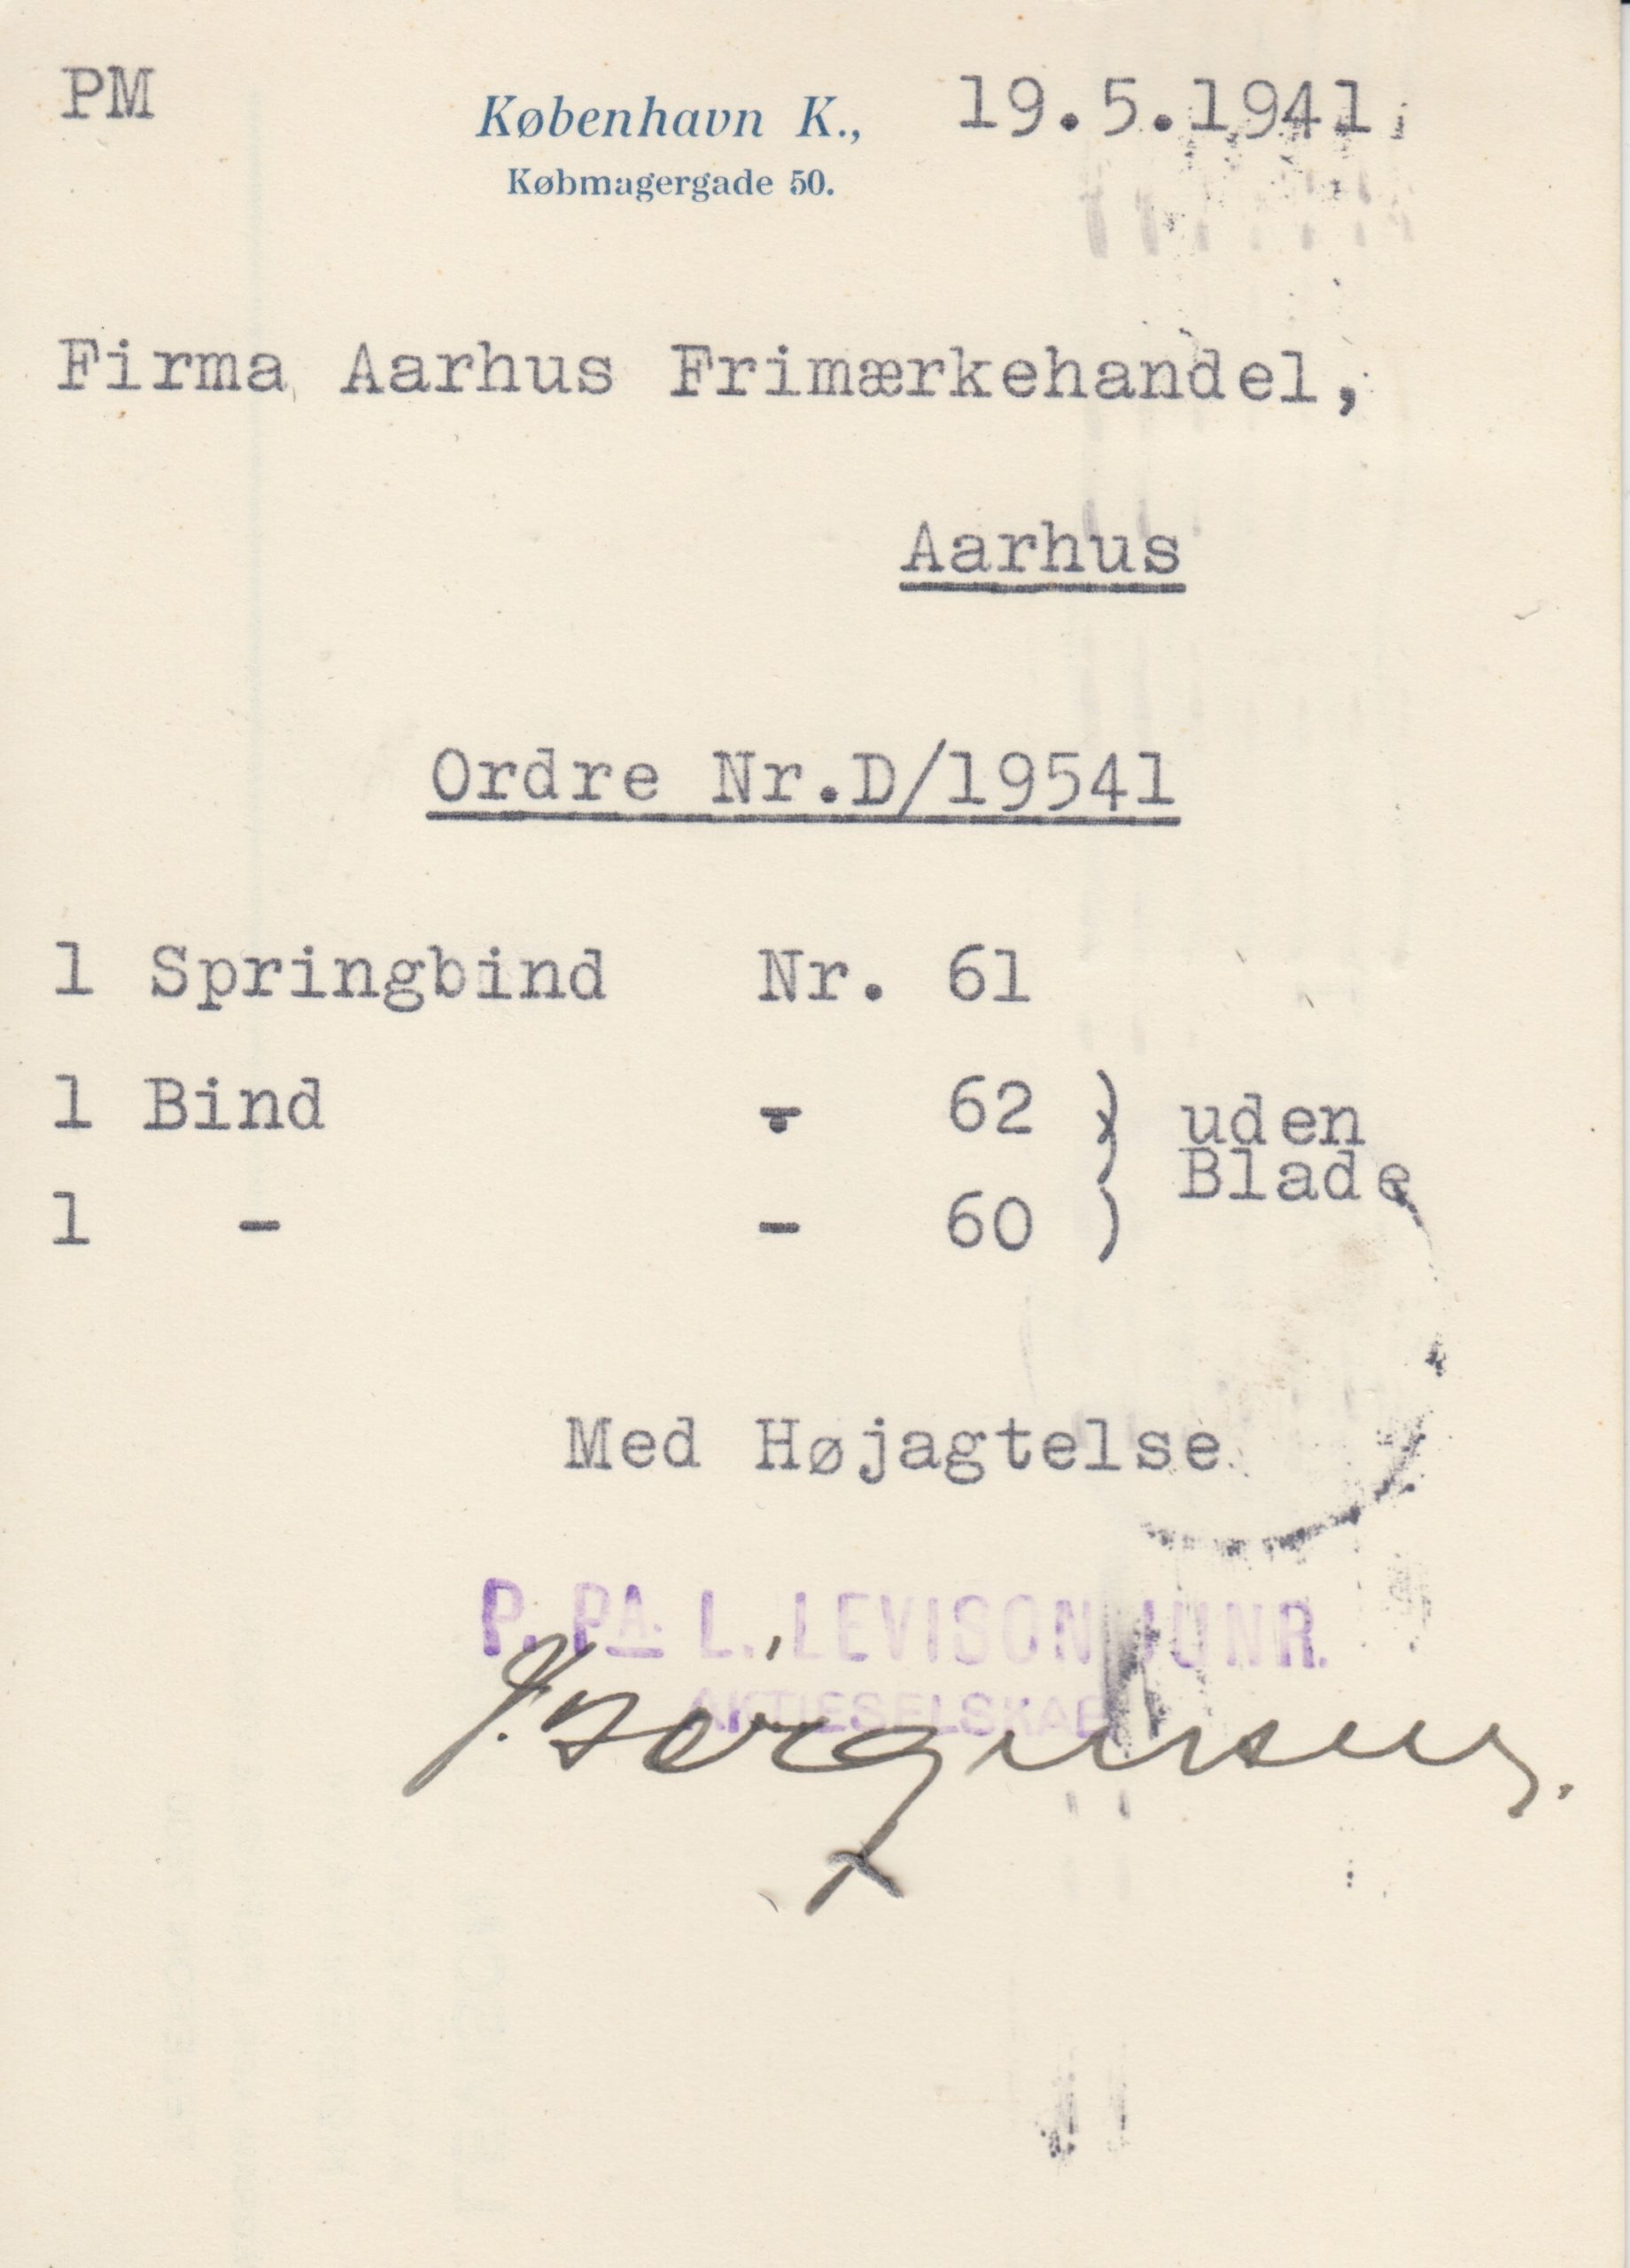 PM
København K., 19.5.1941
Købmagergade 50.
Firma Aarhus Frimærkehandel,
Aarhus
Ordre Nr.D/19541
1 Springbind Nr. 61
1 Bind - 62 ) uden
Blade
1 - - 60 )
Med Højagtelse
P. PA. L. LEVISON JUNR.
AKTIESELSKAB